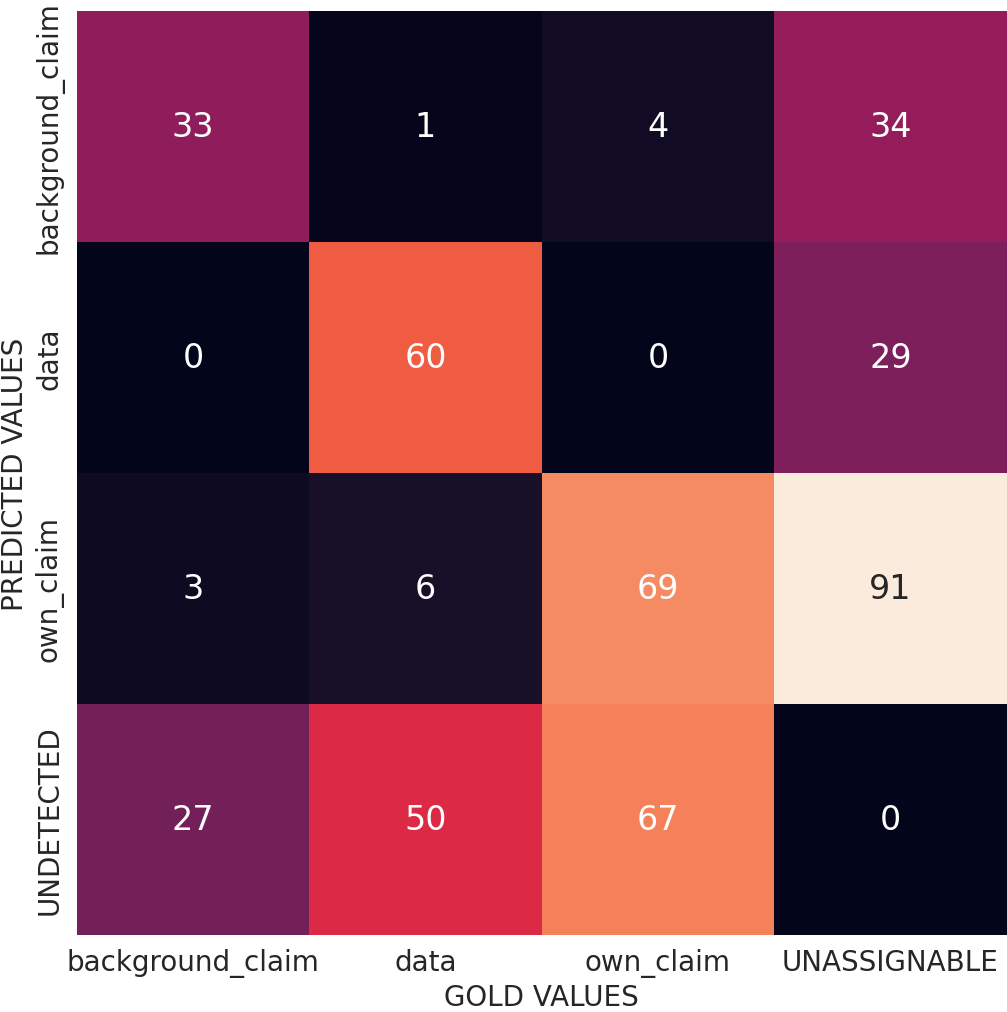 PREDICTED VALUES
background_claim
33 1 4 34
data
0 60 0 29
own_claim
3 6 69 91
UNDETECTED
27 50 67 0
background_claim data own_claim UNASSIGNABLE
GOLD VALUES